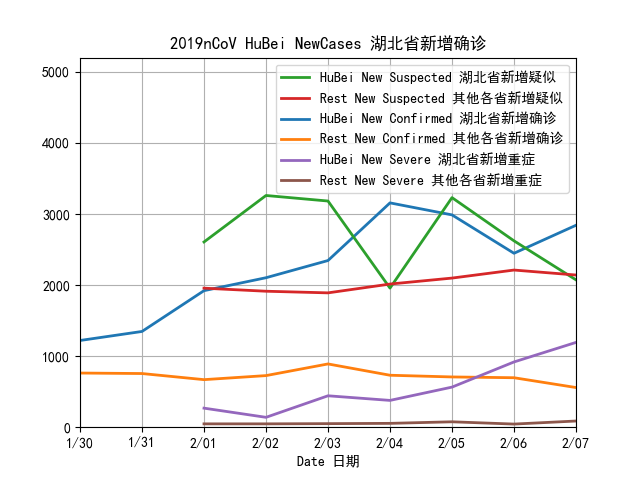 2019nCoV HuBei NewCases 湖北省新增确诊
5000
4000
3000
2000
1000
0
HuBei New Suspected 湖北省新增疑似
Rest New Suspected 其他各省新增疑似
HuBei New Confirmed 湖北省新增确诊
Rest New Confirmed 其他各省新增确诊
HuBei New Severe 湖北省新增重症
Rest New Severe 其他各省新增重症
1/30 1/31 2/01 2/02 2/03 2/04 2/05 2/06 2/07
Date 日期